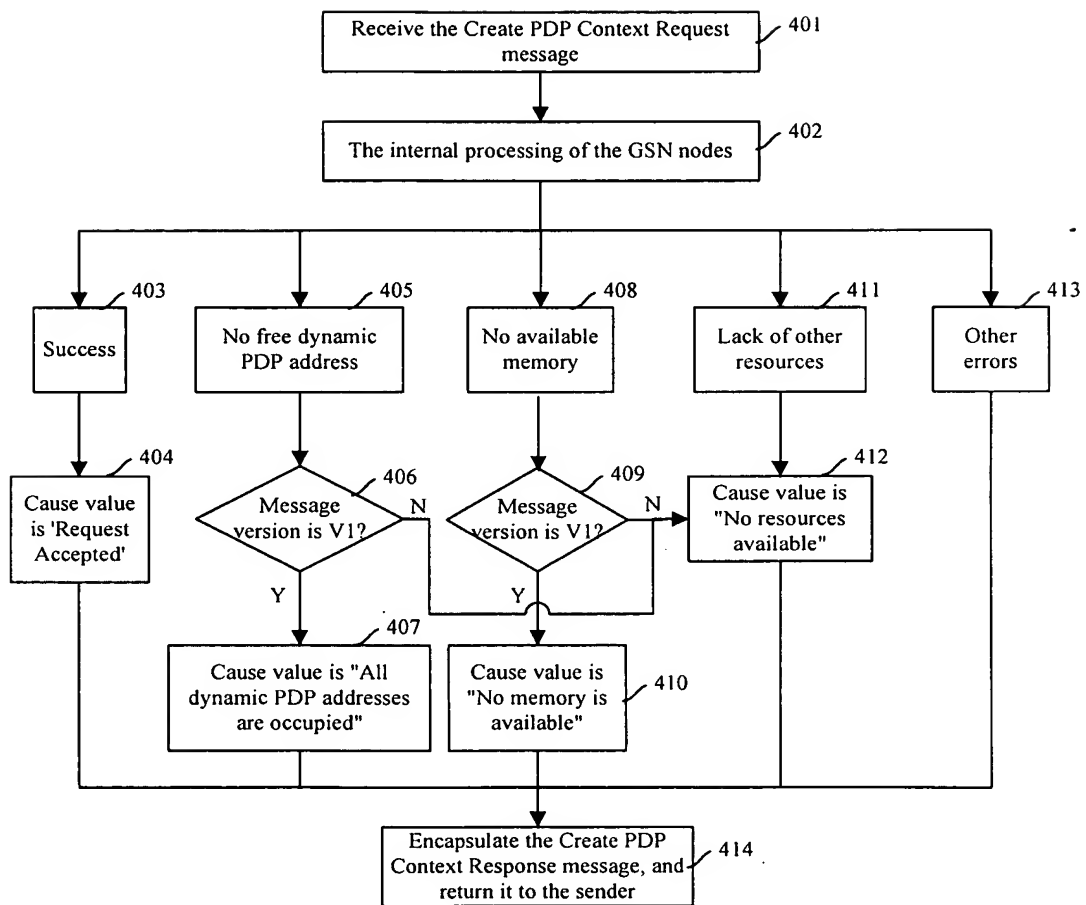 Receive the Create PDP Context Request
message
401
The internal processing of the GSN nodes
402
403
Success
405
No free dynamic
PDP address
408
No available
memory
411
Lack of other
resources
413
Other
errors
404
Cause value
is 'Request
Accepted'
406
Message
version is V1?
N
Y
409
Message
version is V1?
N
Y
412
Cause value is
"No resources
available"
407
Cause value is "All
dynamic PDP addresses
are occupied"
Cause value is
"No memory is
available"
410
Encapsulate the Create PDP
Context Response message, and
return it to the sender
414